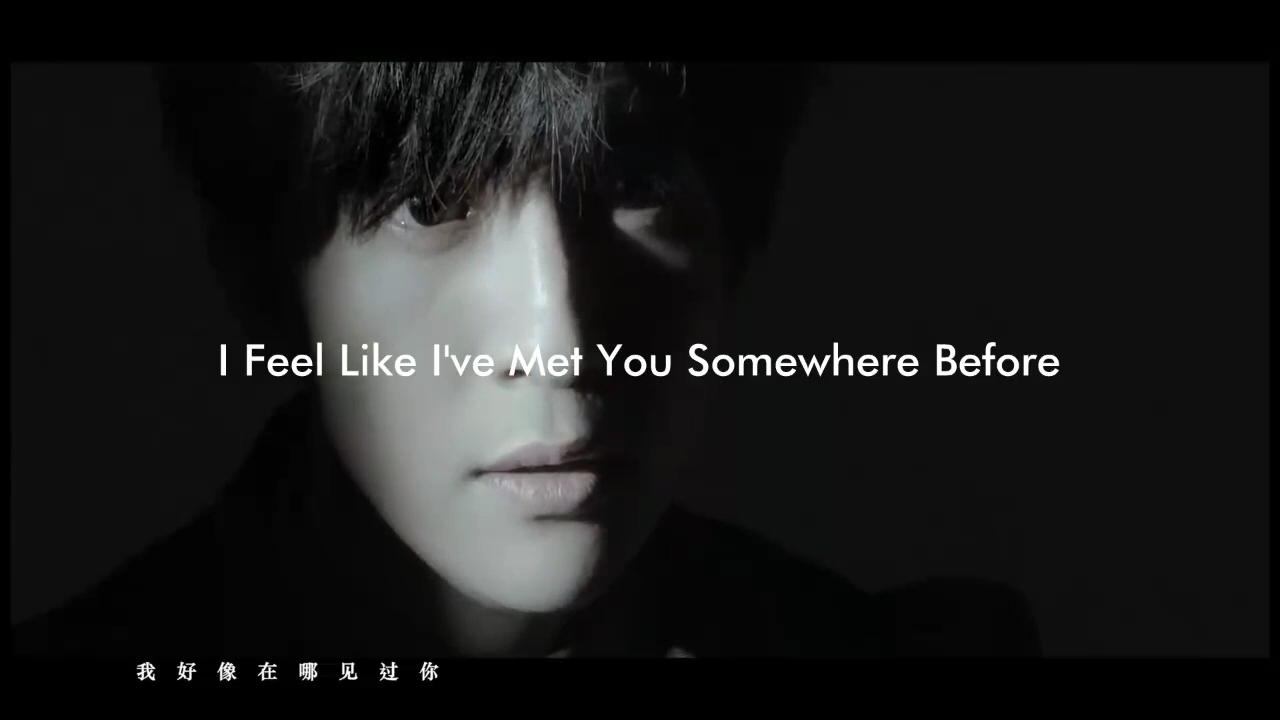 I Feel Like I've Met You Somewhere Before
我好像在哪见过你